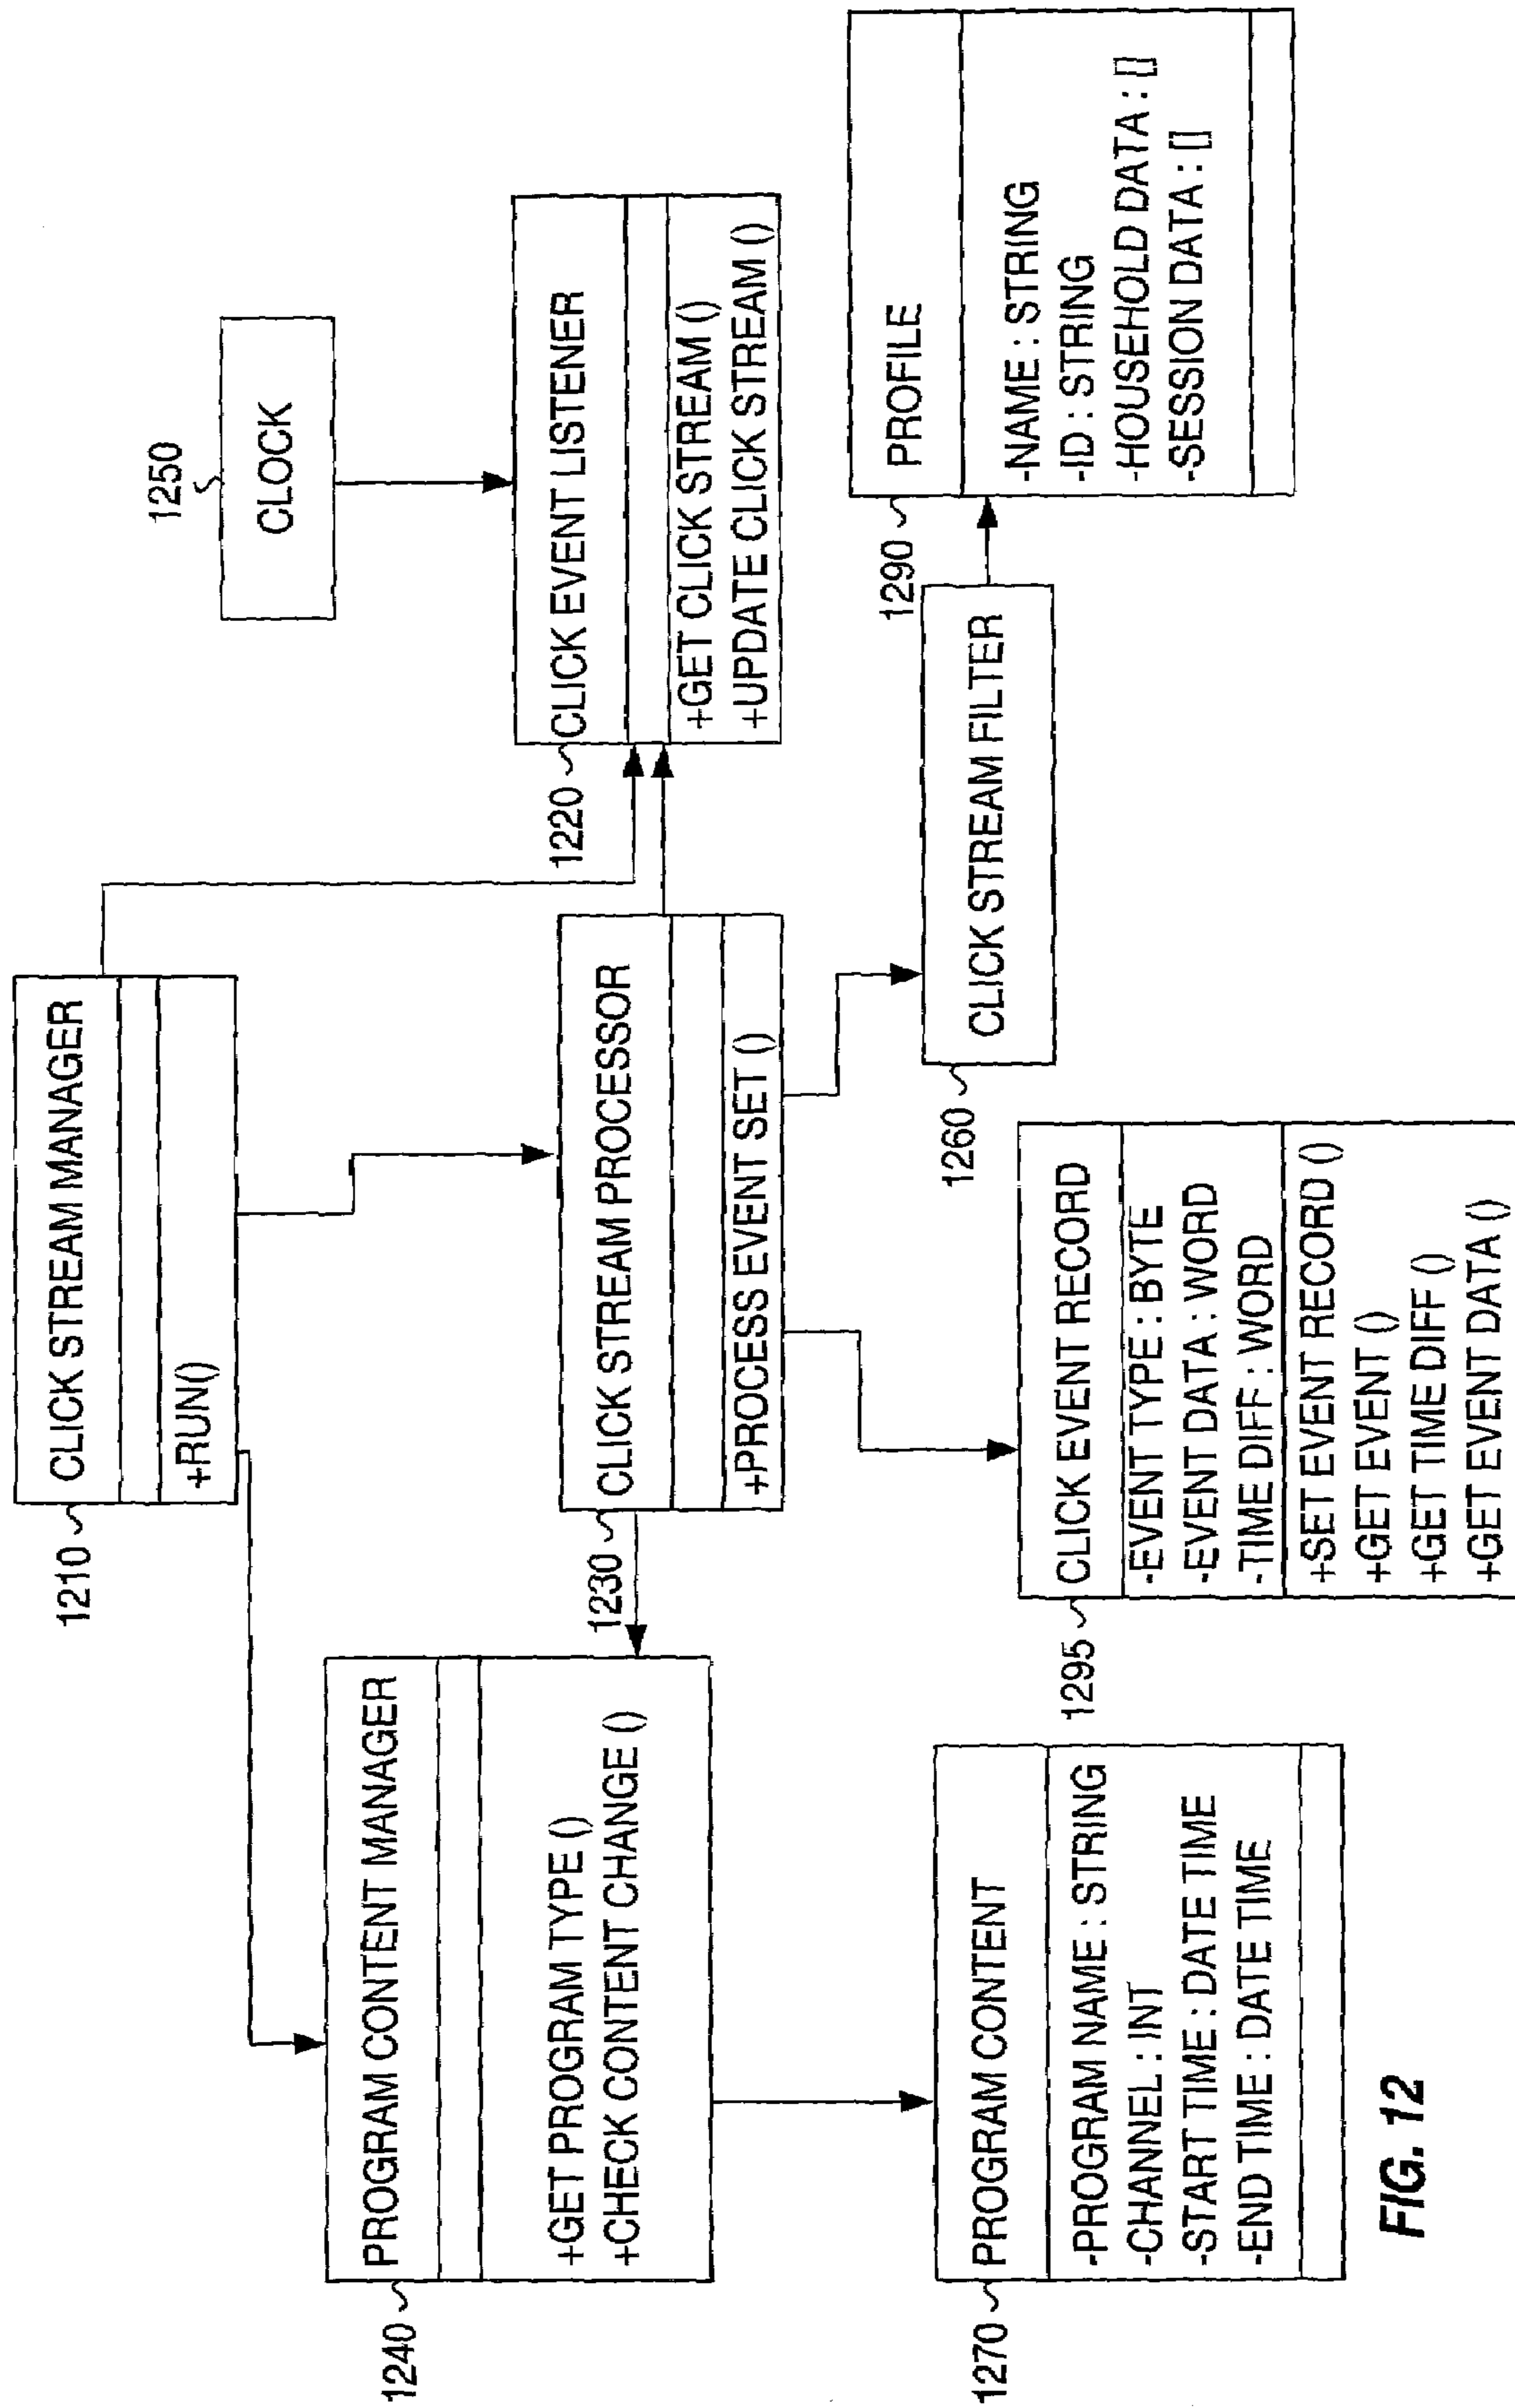 1210
CLICK STREAM MANAGER
+RUN()
1250
CLOCK
1240
PROGRAM CONTENT MANAGER
+GET PROGRAM TYPE ()
+CHECK CONTENT CHANGE ()
1230
CLICK STREAM PROCESSOR
+PROCESS EVENT SET ()
1220
CLICK EVENT LISTENER
+GET CLICK STREAM ()
+UPDATE CLICK STREAM ()
1270
PROGRAM CONTENT
-PROGRAM NAME : STRING
-CHANNEL : INT
-START TIME : DATE TIME
-END TIME : DATE TIME
1295
CLICK EVENT RECORD
-EVENT TYPE : BYTE
-EVENT DATA : WORD
-TIME DIFF : WORD
+SET EVENT RECORD ()
+GET EVENT ()
+GET TIME DIFF ()
+GET EVENT DATA ()
1260
CLICK STREAM FILTER
1290
PROFILE
-NAME : STRING
-ID : STRING
-HOUSEHOLD DATA : []
-SESSION DATA : []
FIG. 12